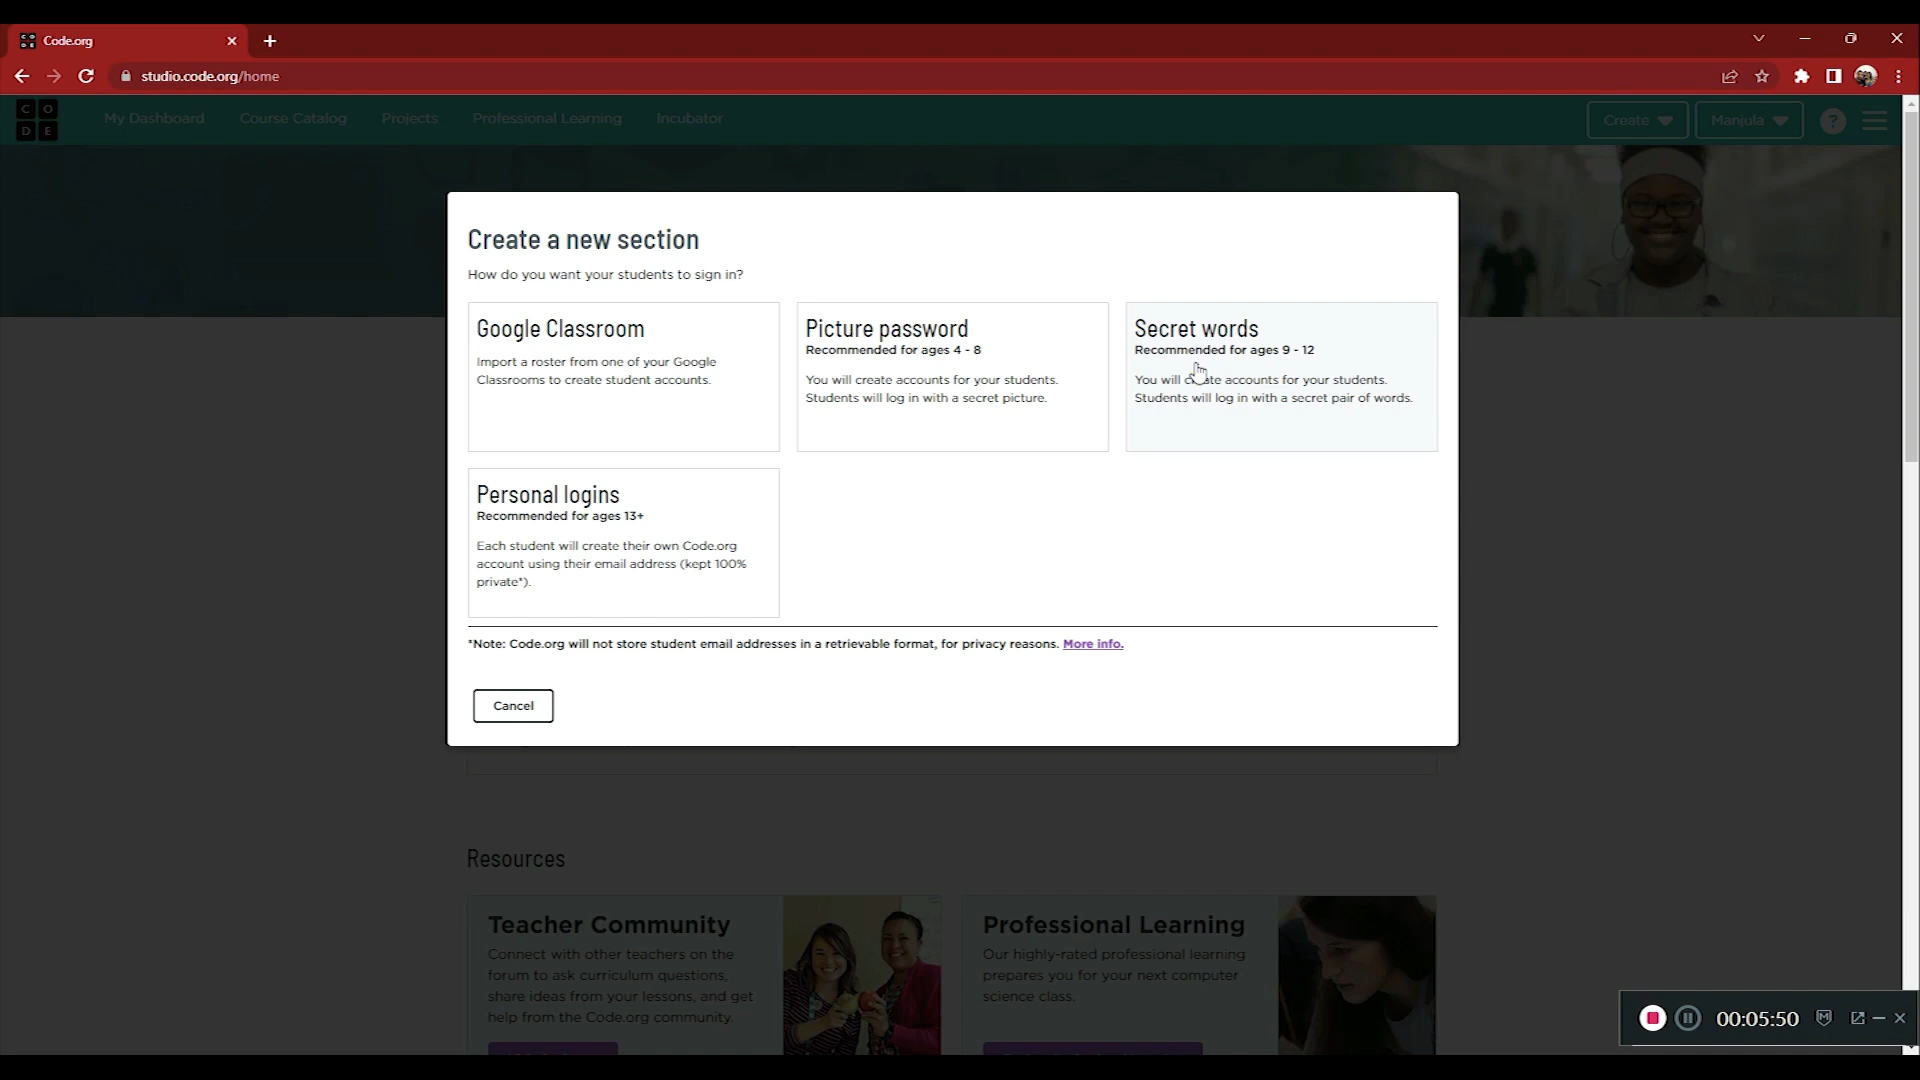 Code.org
studio.code.org/home
C O
D E
My Dashboard Course Catalog Projects Professional Learning Incubator
Create Manjula ?
Create a new section
How do you want your students to sign in?
Google Classroom
Import a roster from one of your Google
Classrooms to create student accounts.
Picture password
Recommended for ages 4 - 8
You will create accounts for your students.
Students will log in with a secret picture.
Secret words
Recommended for ages 9 - 12
You will create accounts for your students.
Students will log in with a secret pair of words.
Personal logins
Recommended for ages 13+
Each student will create their own Code.org
account using their email address (kept 100%
private*).
*Note: Code.org will not store student email addresses in a retrievable format, for privacy reasons. More info.
Cancel
Resources
Teacher Community
Connect with other teachers on the
forum to ask curriculum questions,
share ideas from your lessons, and get
help from the Code.org community.
Professional Learning
Our highly-rated professional learning
prepares you for your next computer
science class.
00:05:50